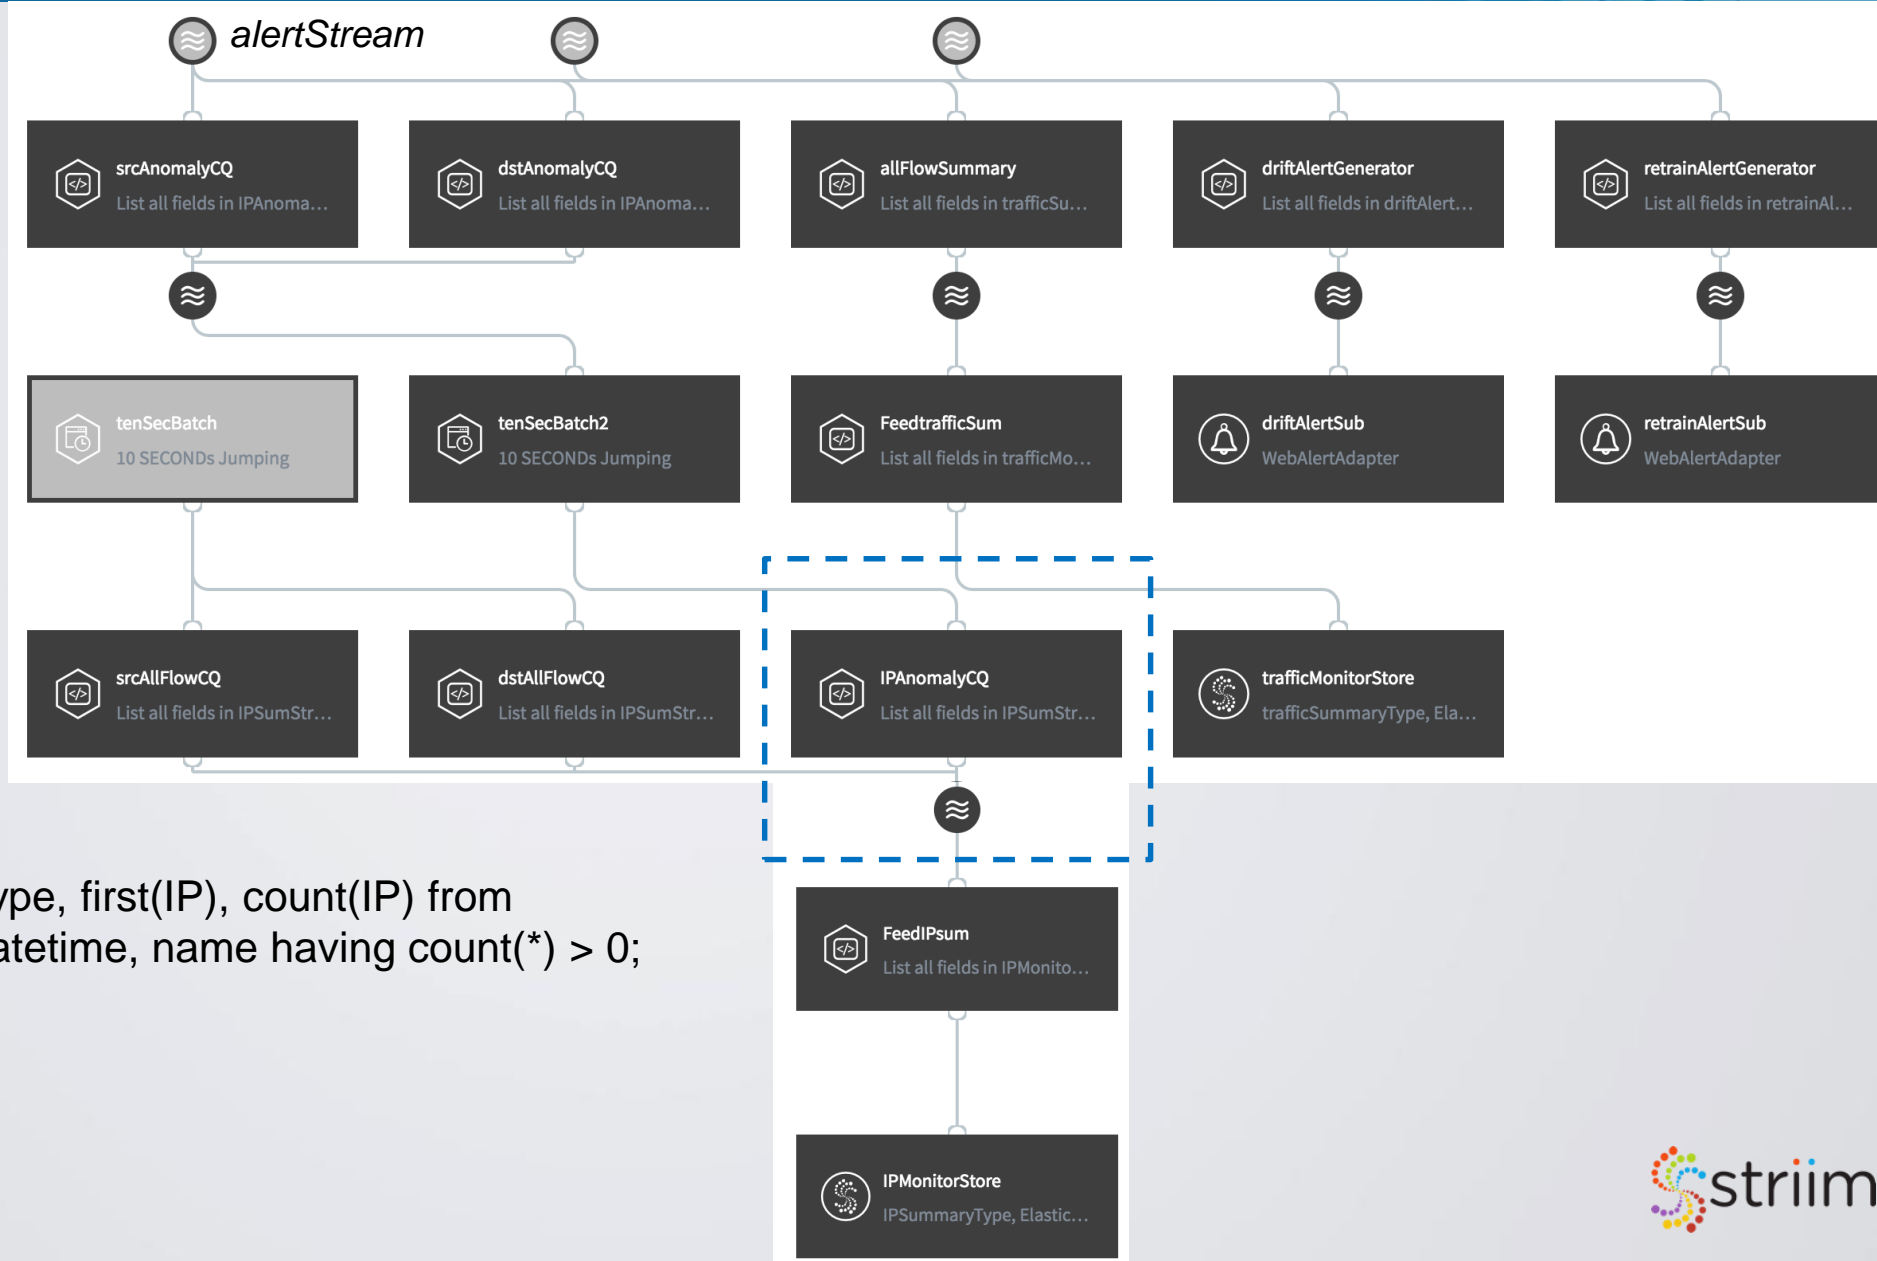 alertStream
srcAnomalyCQ
List all fields in IPAnoma...
dstAnomalyCQ
List all fields in IPAnoma...
allFlowSummary
List all fields in trafficSu...
driftAlertGenerator
List all fields in driftAlert...
retrainAlertGenerator
List all fields in retrainAl...
tenSecBatch
10 SECONDs Jumping
tenSecBatch2
10 SECONDs Jumping
FeedtrafficSum
List all fields in trafficMo...
driftAlertSub
WebAlertAdapter
retrainAlertSub
WebAlertAdapter
srcAllFlowCQ
List all fields in IPSumStr...
dstAllFlowCQ
List all fields in IPSumStr...
IPAnomalyCQ
List all fields in IPSumStr...
trafficMonitorStore
trafficSummaryType, Ela...
ype, first(IP), count(IP) from
atetime, name having count(*) > 0;
FeedIPsum
List all fields in IPMonito...
IPMonitorStore
IPSummaryType, Elastic...
striim